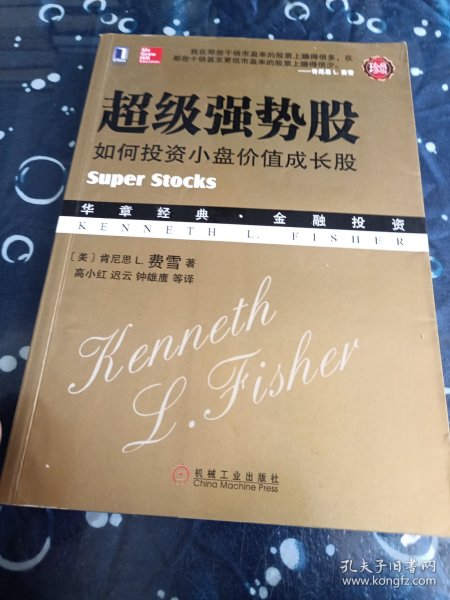 McGraw Hill Education
我在那些千倍市盈率的股票上赚得很多，在
那些十倍甚至更低市盈率的股票上赚得很少。
——肯尼思 L. 费雪
珍藏
超级强势股
如何投资小盘价值成长股
Super Stocks
华章经典·金融投资
KENNETH L. FISHER
［美］肯尼思 L. 费雪 著
高小红 迟云 钟雄鹰 等译
Kenneth
L. Fisher
机械工业出版社
China Machine Press
孔夫子旧书网
www.kongfz.com